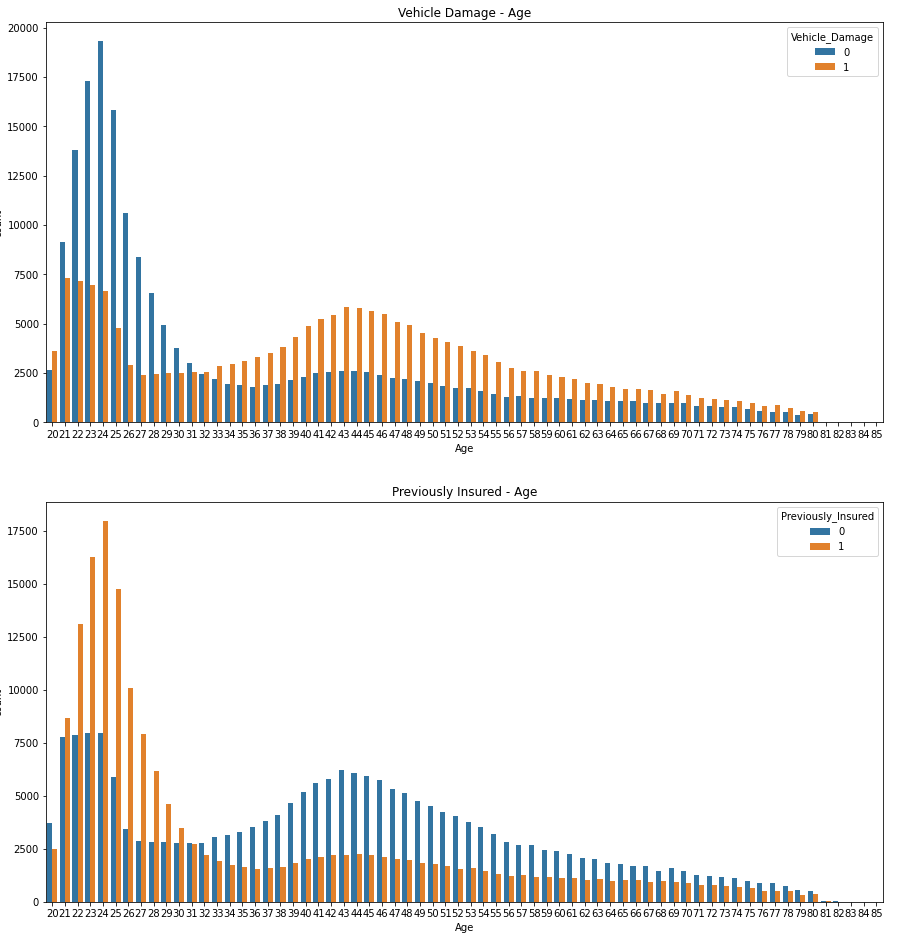 Vehicle Damage - Age
Vehicle_Damage
0
1
20000
17500
15000
12500
10000
7500
5000
2500
0
20 21 22 23 24 25 26 27 28 29 30 31 32 33 34 35 36 37 38 39 40 41 42 43 44 45 46 47 48 49 50 51 52 53 54 55 56 57 58 59 60 61 62 63 64 65 66 67 68 69 70 71 72 73 74 75 76 77 78 79 80 81 82 83 84 85
Age
Previously Insured - Age
Previously_Insured
0
1
17500
15000
12500
10000
7500
5000
2500
0
20 21 22 23 24 25 26 27 28 29 30 31 32 33 34 35 36 37 38 39 40 41 42 43 44 45 46 47 48 49 50 51 52 53 54 55 56 57 58 59 60 61 62 63 64 65 66 67 68 69 70 71 72 73 74 75 76 77 78 79 80 81 82 83 84 85
Age